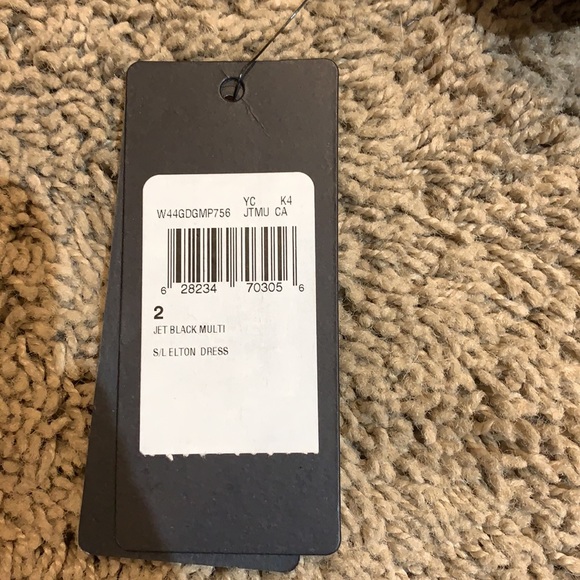 YC K4
W44GDGMP756 JTMU CA
6 28234 70305 6
2
JET BLACK MULTI
S/L ELTON DRESS